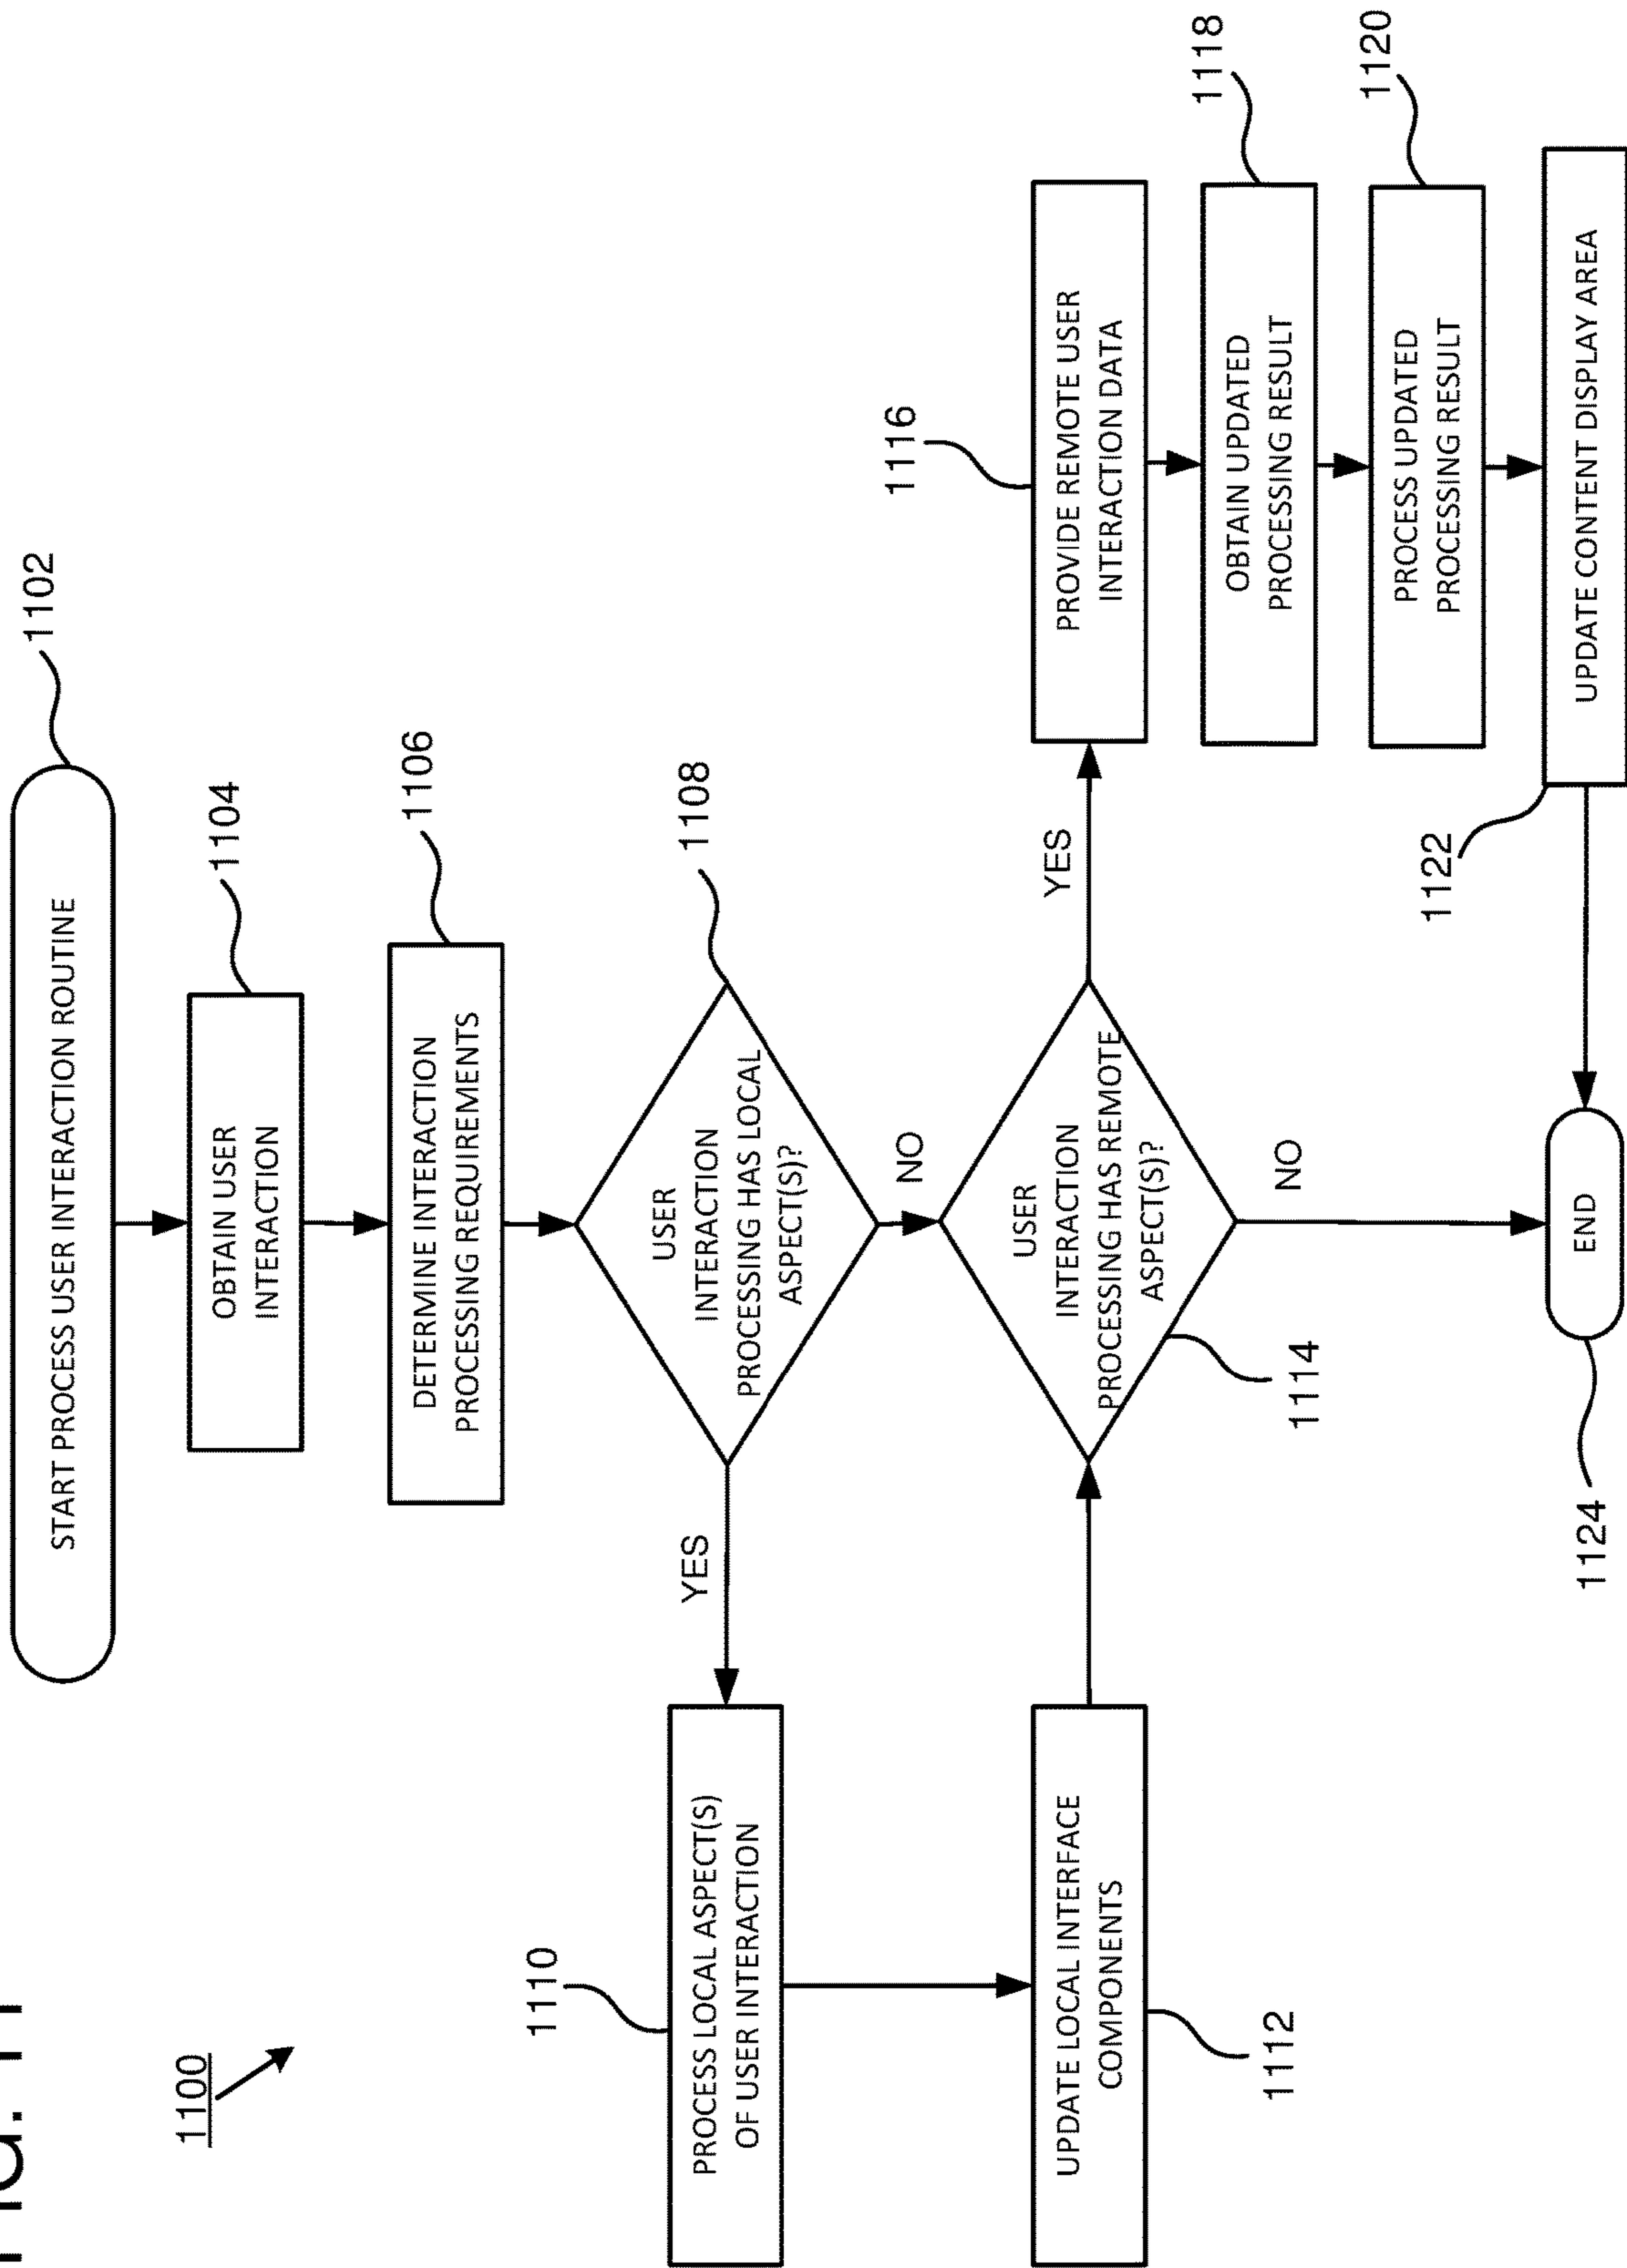 FIG. 11
1100
START PROCESS USER INTERACTION ROUTINE
1102
OBTAIN USER
INTERACTION
1104
DETERMINE INTERACTION
PROCESSING REQUIREMENTS
1106
USER
INTERACTION
PROCESSING HAS LOCAL
ASPECT(S)?
1108
YES
NO
1110
PROCESS LOCAL ASPECT(S)
OF USER INTERACTION
UPDATE LOCAL INTERFACE
COMPONENTS
1112
USER
INTERACTION
PROCESSING HAS REMOTE
ASPECT(S)?
1114
YES
NO
1116
PROVIDE REMOTE USER
INTERACTION DATA
OBTAIN UPDATED
PROCESSING RESULT
1118
PROCESS UPDATED
PROCESSING RESULT
1120
UPDATE CONTENT DISPLAY AREA
1122
END
1124